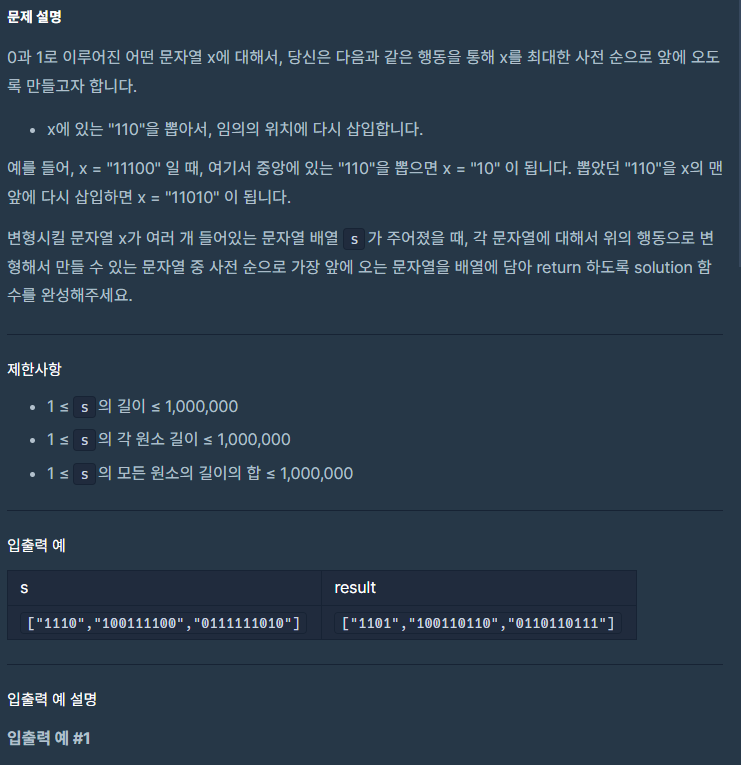 문제 설명
0과 1로 이루어진 어떤 문자열 x에 대해서, 당신은 다음과 같은 행동을 통해 x를 최대한 사전 순으로 앞에 오도
록 만들고자 합니다.
• x에 있는 "110"을 뽑아서, 임의의 위치에 다시 삽입합니다.
예를 들어, x = "11100" 일 때, 여기서 중앙에 있는 "110"을 뽑으면 x = "10" 이 됩니다. 뽑았던 "110"을 x의 맨
앞에 다시 삽입하면 x = "11010" 이 됩니다.
변형시킬 문자열 x가 여러 개 들어있는 문자열 배열 s 가 주어졌을 때, 각 문자열에 대해서 위의 행동으로 변
형해서 만들 수 있는 문자열 중 사전 순으로 가장 앞에 오는 문자열을 배열에 담아 return 하도록 solution 함
수를 완성해주세요.
제한사항
• 1 ≤ s 의 길이 ≤ 1,000,000
• 1 ≤ s 의 각 원소 길이 ≤ 1,000,000
• 1 ≤ s 의 모든 원소의 길이의 합 ≤ 1,000,000
입출력 예
s result
["1110","100111100","0111111010"] ["1101","100110110","0110110111"]
입출력 예 설명
입출력 예 #1